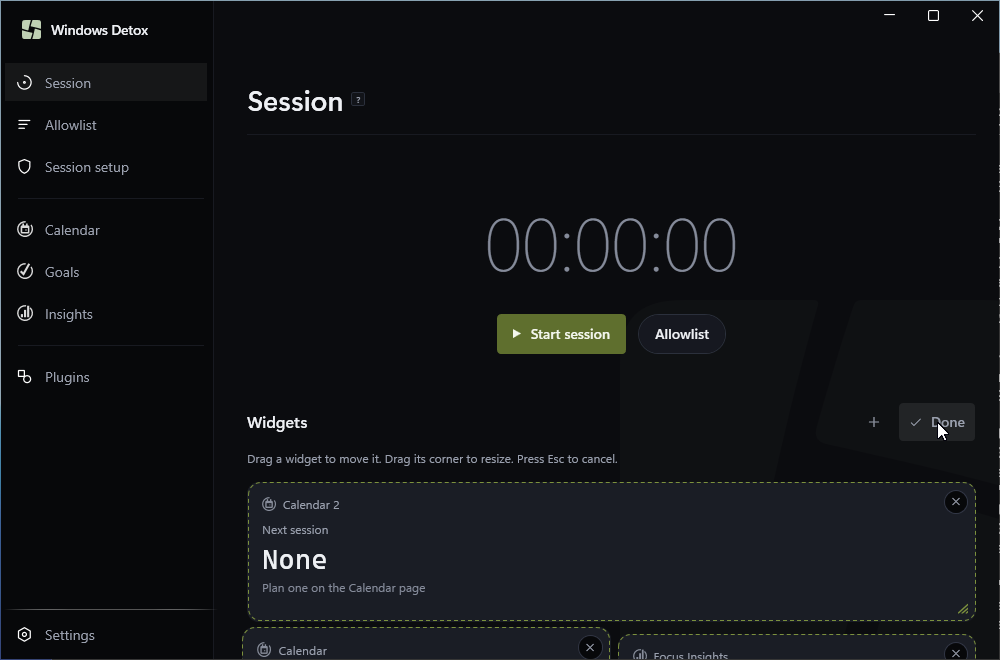 Windows Detox
Session
Allowlist
Session setup
Calendar
Goals
Insights
Plugins
Settings
Session ?
00:00:00
Start session
Allowlist
Widgets
Done
Drag a widget to move it. Drag its corner to resize. Press Esc to cancel.
Calendar 2
Next session
None
Plan one on the Calendar page
Calendar
Focus Insights